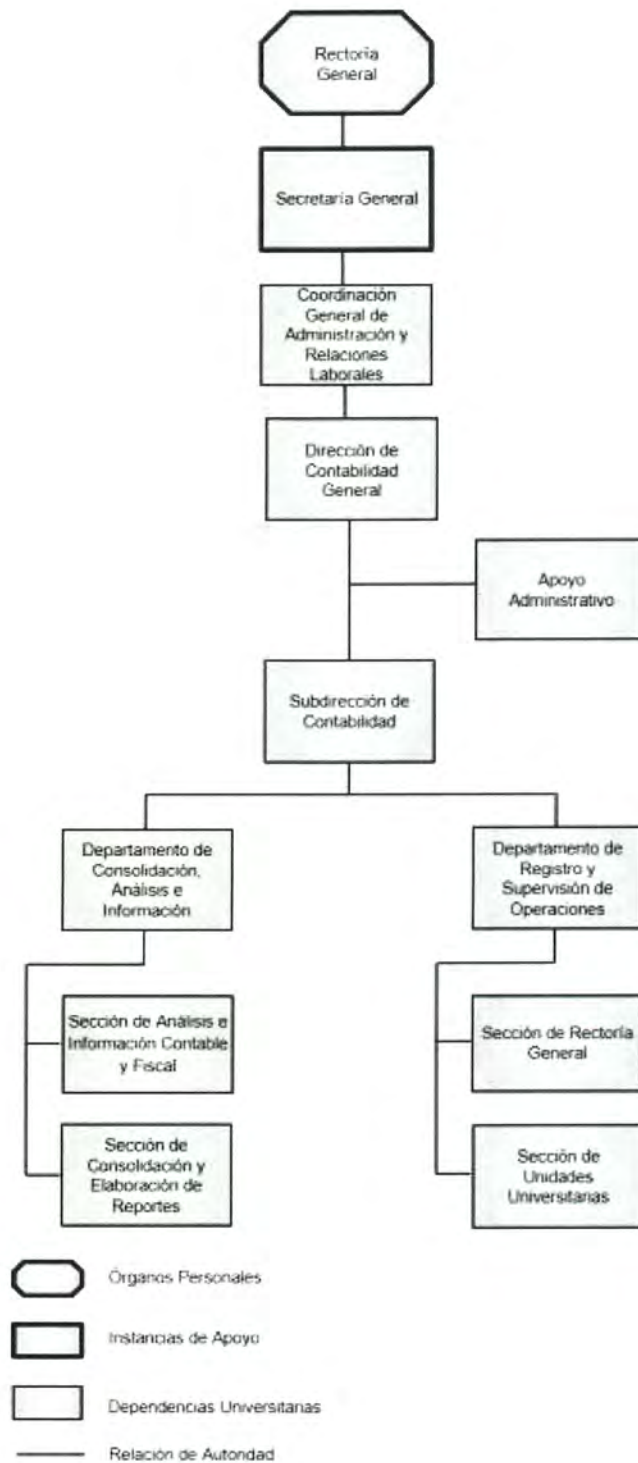 Rectoría
General
Secretaría General
Coordinación
General de
Administración y
Relaciones
Laborales
Dirección de
Contabilidad
General
Apoyo
Administrativo
Subdirección de
Contabilidad
Departamento de
Consolidación,
Análisis e
Información
Departamento de
Registro y
Supervisión de
Operaciones
Sección de Análisis e
Información Contable
y Fiscal
Sección de Rectoría
General
Sección de
Consolidación y
Elaboración de
Reportes
Sección de
Unidades
Universitarias
Órganos Personales
Instancias de Apoyo
Dependencias Universitarias
Relación de Autoridad